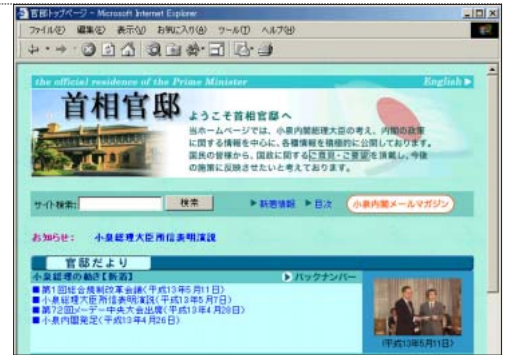 官邸トップページ - Microsoft Internet Explorer
ファイル(F) 編集(E) 表示(V) お気に入り(A) ツール(T) ヘルプ(H)
the official residence of the Prime Minister
English
首相官邸
ようこそ首相官邸へ
当ホームページでは、小泉内閣総理大臣の考え、内閣の政策
に関する情報を中心に、各種情報を積極的に公開しております。
国民の皆様から、国政に関するご意見・ご要望を頂戴し、今後
の施策に反映させたいと考えております。
サイト検索: 検索 新着情報 目次 小泉内閣メールマガジン
お知らせ: 小泉総理大臣所信表明演説
官邸だより
小泉総理の動き【新着】 バックナンバー
■第1回総合規制改革会議(平成13年5月11日)
■小泉総理大臣所信表明演説(平成13年5月7日)
■第72回メーデー中央大会出席(平成13年4月28日)
■小泉内閣発足(平成13年4月26日)
(平成13年5月11日)